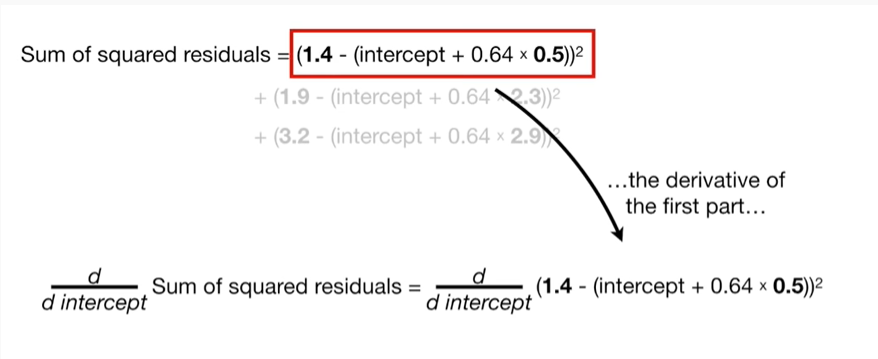 Sum of squared residuals = (1.4 - (intercept + 0.64 × 0.5))²
+ (1.9 - (intercept + 0.64 × 2.3))²
+ (3.2 - (intercept + 0.64 × 2.9))²
…the derivative of
the first part…
d
d intercept
Sum of squared residuals =
d
d intercept
(1.4 - (intercept + 0.64 × 0.5))²